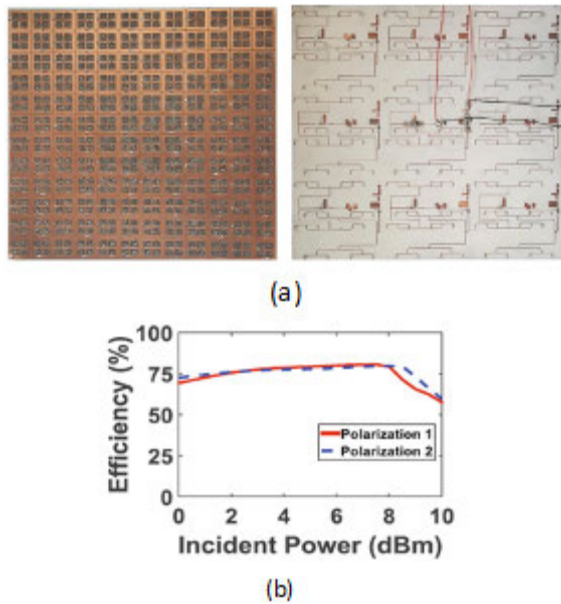 (a)
100
75
50
25
0
Efficiency (%)
Polarization 1
Polarization 2
0 2 4 6 8 10
Incident Power (dBm)
(b)